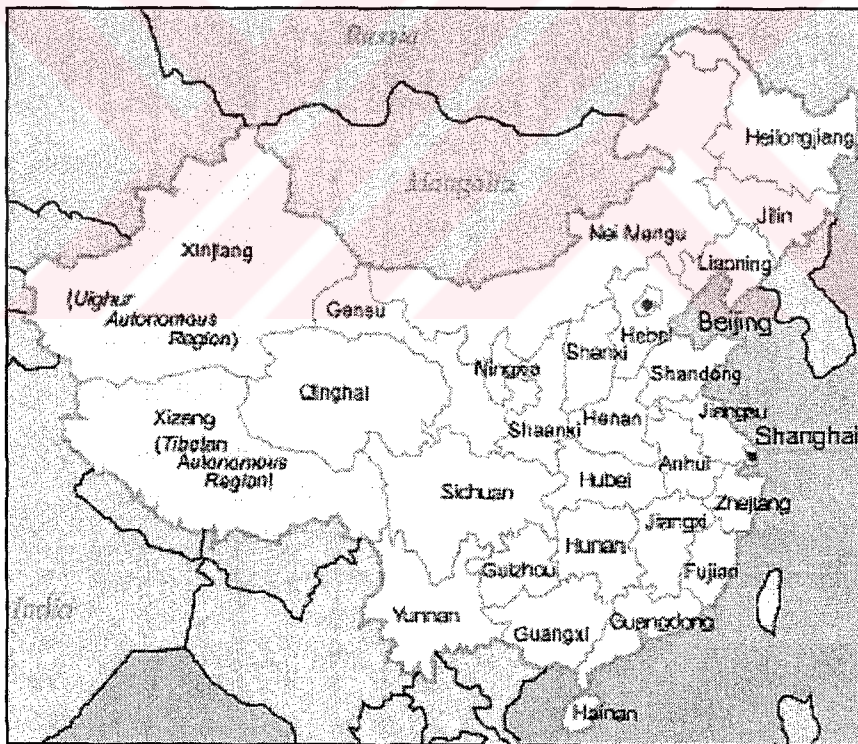 Russia
Heilongjiang
Mongolia
Jilin
Nei Mongu
Xinjiang
Liaoning
(Uighur
Autonomous
Region)
Gansu
Beijing
Hebei
Shanxi
Ningxia
Shandong
Qinghai
Jiangsu
Xizang
Henan
Shaanxi
Shanghai
(Tibetan
Autonomous
Region)
Anhui
Hubei
Sichuan
Zhejiang
Jiangxi
Hunan
Guizhou
Fujian
India
Yunnan
Guangdong
Guangxi
Hainan